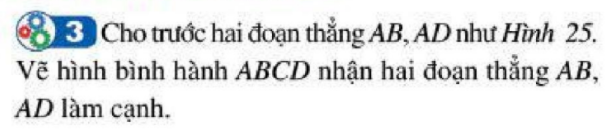 3 Cho trước hai đoạn thẳng AB, AD như Hình 25.
Vẽ hình bình hành ABCD nhận hai đoạn thẳng AB,
AD làm cạnh.